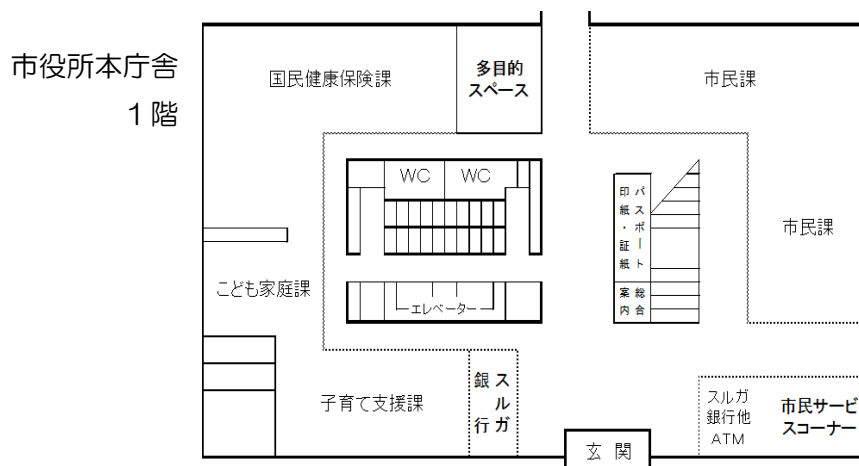 市役所本庁舎
1階
国民健康保険課
多目的
スペース
市民課
WC
WC
パスポート
印紙・証紙
市民課
こども家庭課
エレベーター
総合
案内
子育て支援課
スルガ
銀行
スルガ
銀行他
ATM
市民サービ
スコーナー
玄関